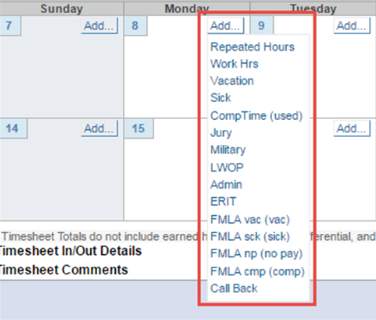 Sunday Monday Tuesday
7 Add... 8 Add... 9 Add...
Repeated Hours
Work Hrs
Vacation
Sick
CompTime (used)
14 Add... 15 Add...
Jury
Military
LWOP
Admin
ERIT
FMLA vac (vac)
Timesheet Totals do not include earned FMLA sck (sick) ferential, and
Timesheet In/Out Details FMLA np (no pay)
Timesheet Comments FMLA cmp (comp)
Call Back